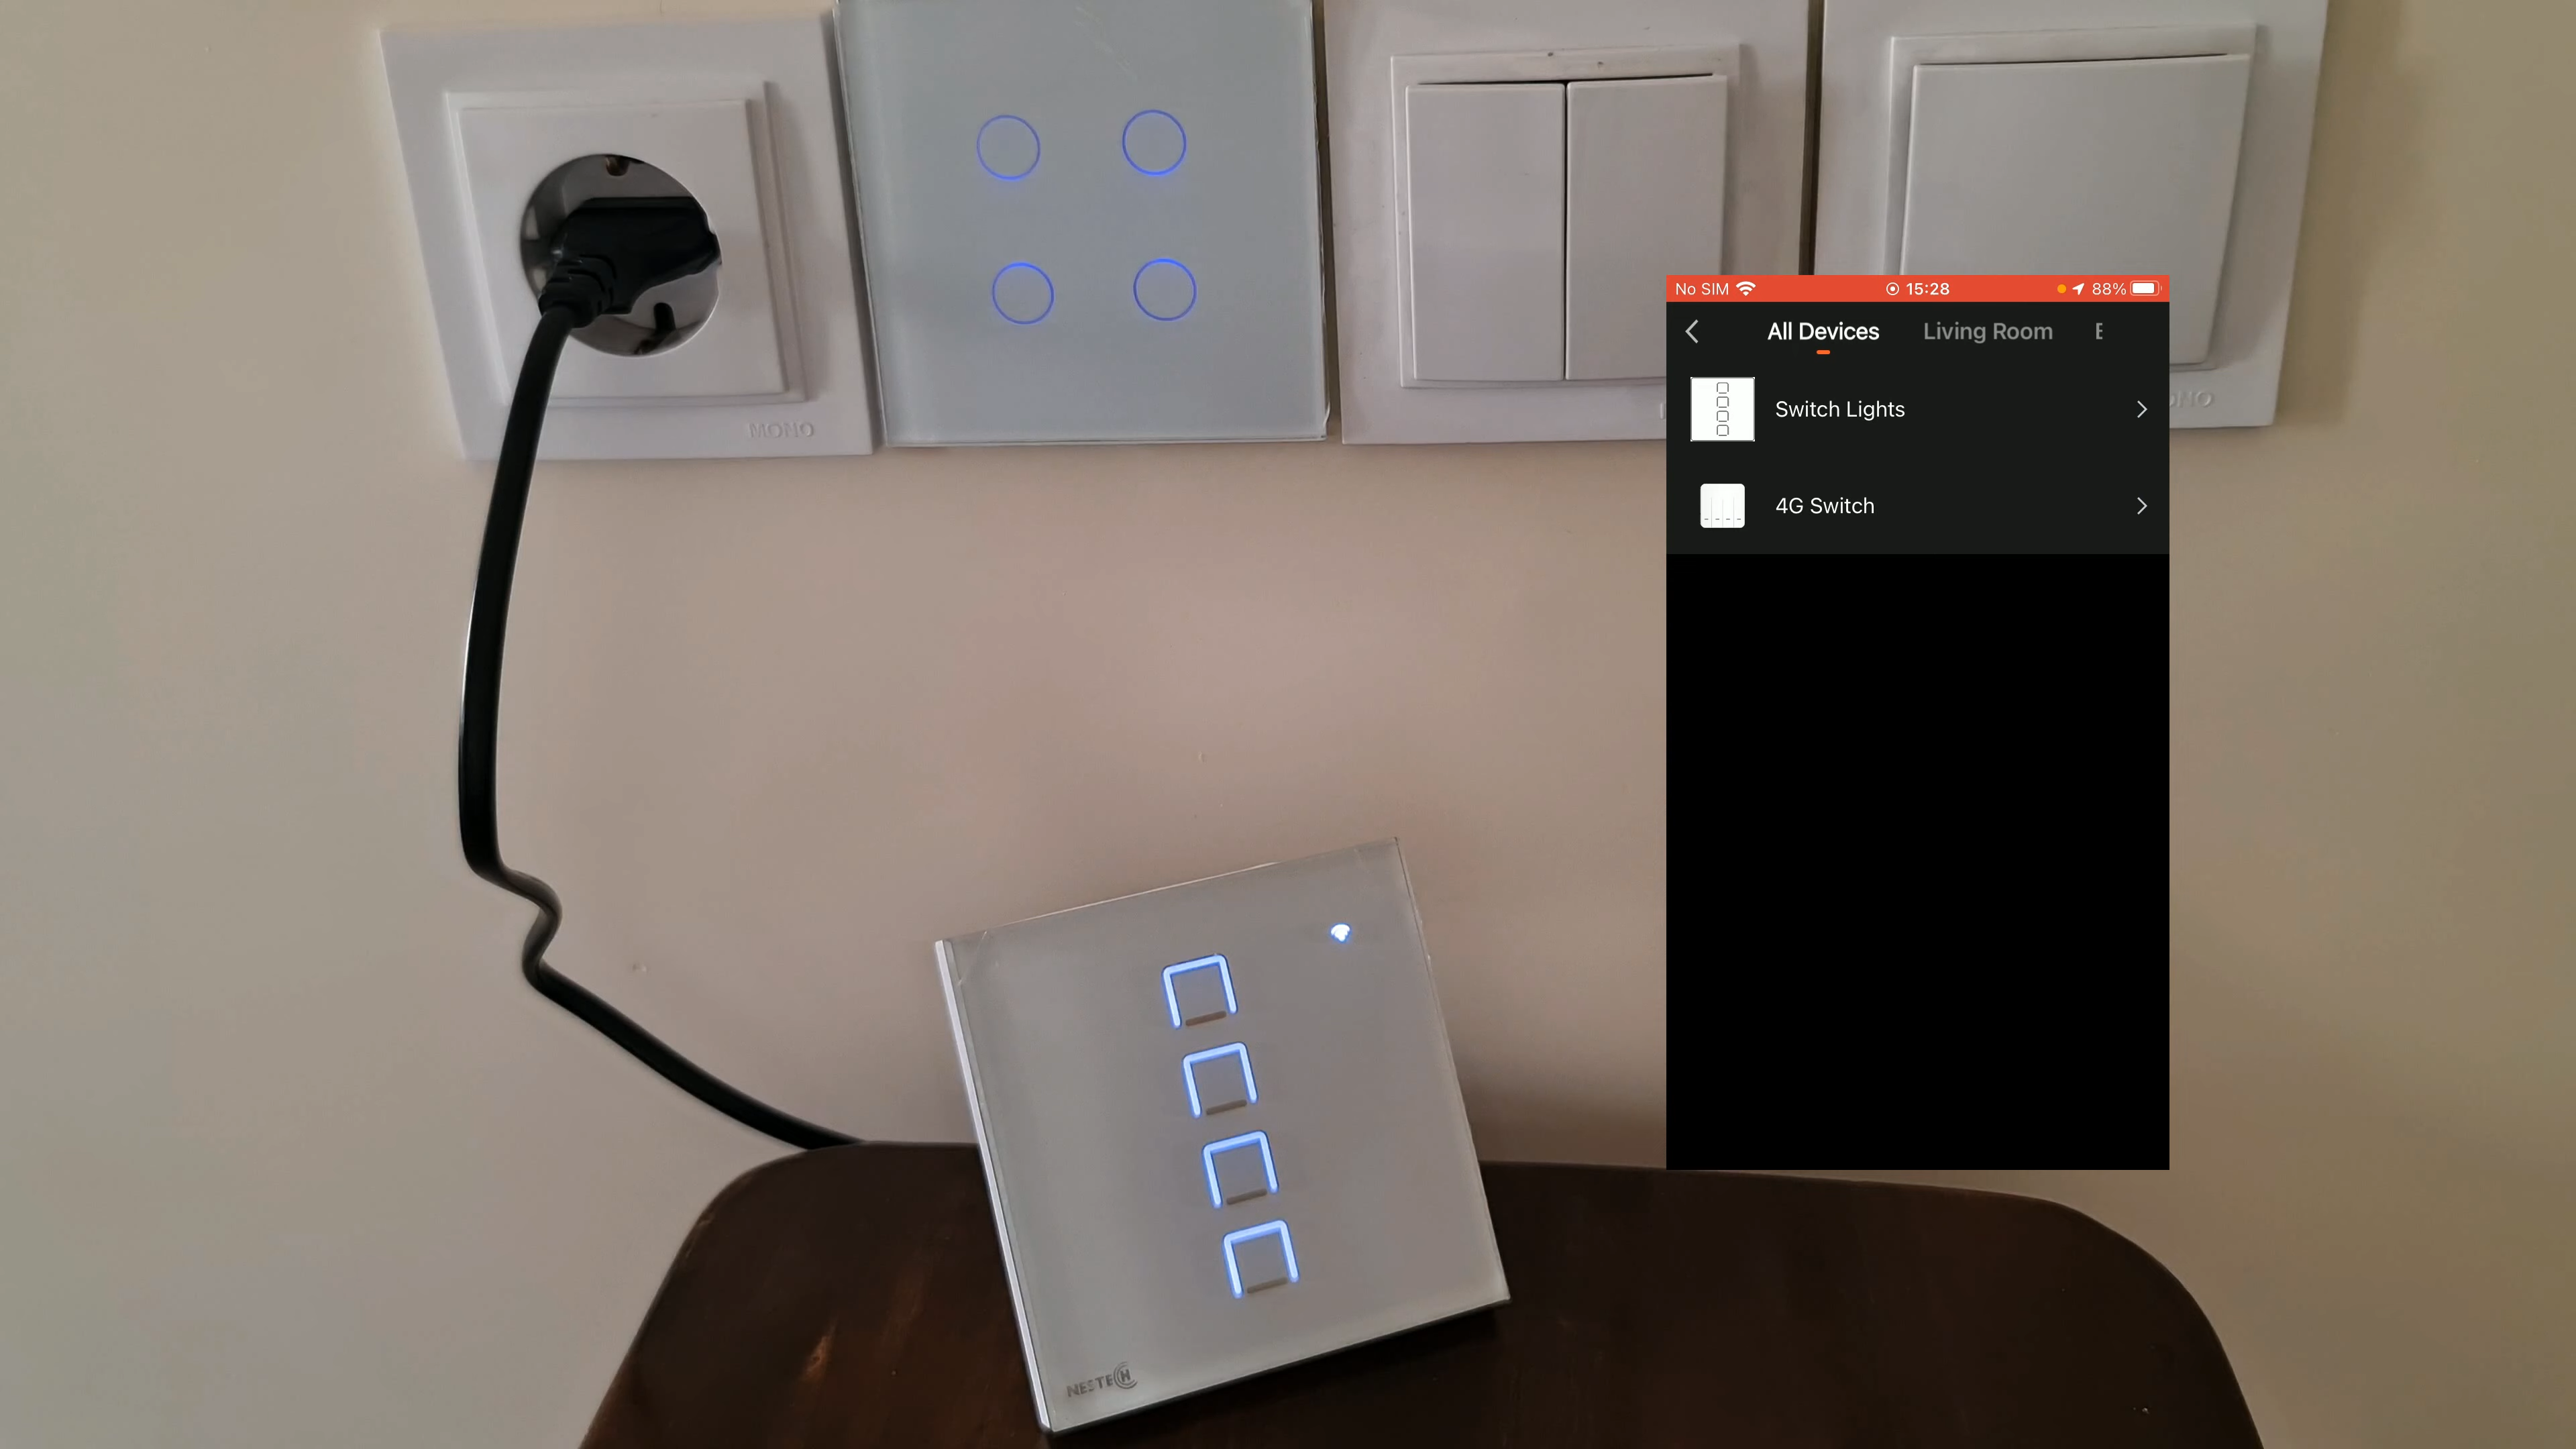 MONO
No SIM 15:28 88%
All Devices Living Room
Switch Lights
4G Switch
NESTECH